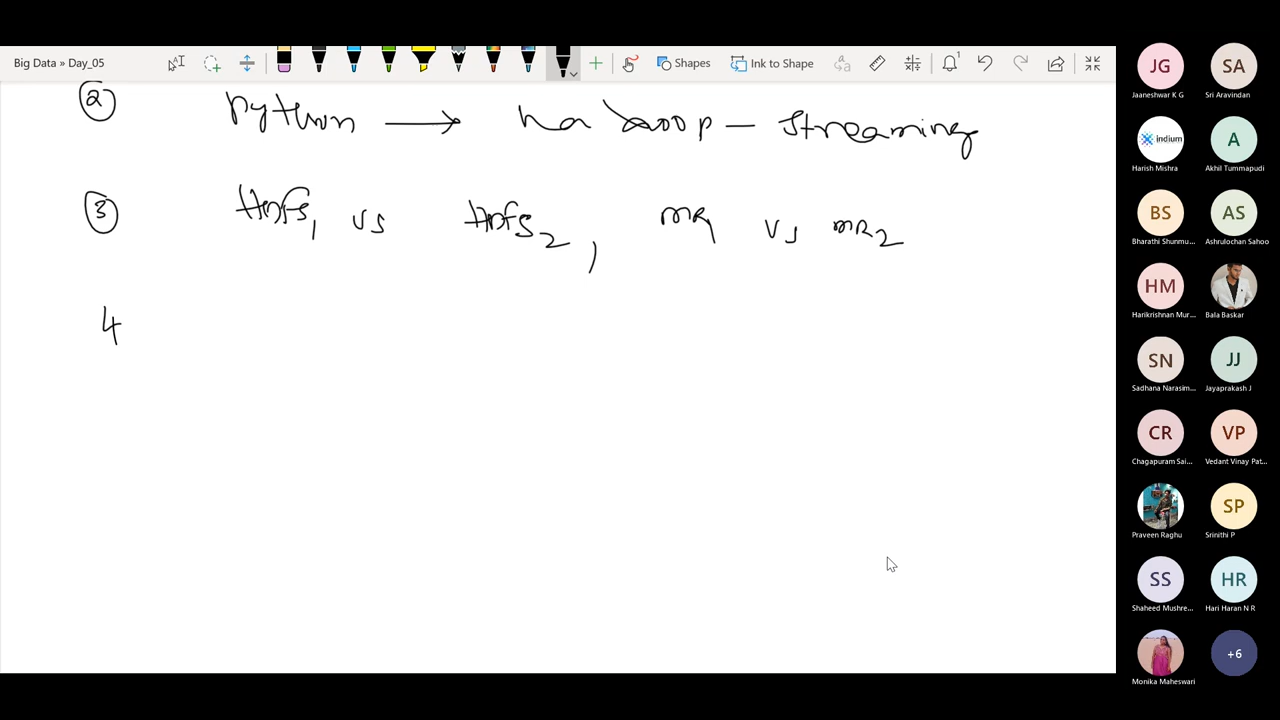 Big Data » Day_05
Shapes
Ink to Shape
1
② Python → hadoop - Streaming
③ HDFS1 vs HDFS2, MR1 vs MR2
4
JG
SA
Jaaneshwar K G
Sri Aravindan
indium
A
Harish Mishra
Akhil Tummapudi
BS
AS
Bharathi Shunmu...
Ashrulochan Sahoo
HM
Harikrishnan Mur...
Bala Baskar
SN
JJ
Sadhana Narasim...
Jayaprakash J
CR
VP
Chagapuram Sai...
Vedant Vinay Pat...
SP
Praveen Raghu
Srinithi P
SS
HR
Shaheed Mushre...
Hari Haran N R
+6
Monika Maheswari